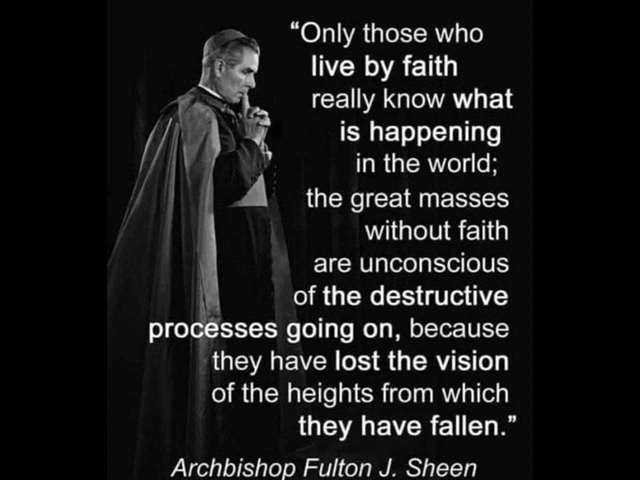 “Only those who
live by faith
really know what
is happening
in the world;
the great masses
without faith
are unconscious
of the destructive
processes going on, because
they have lost the vision
of the heights from which
they have fallen.”
Archbishop Fulton J. Sheen